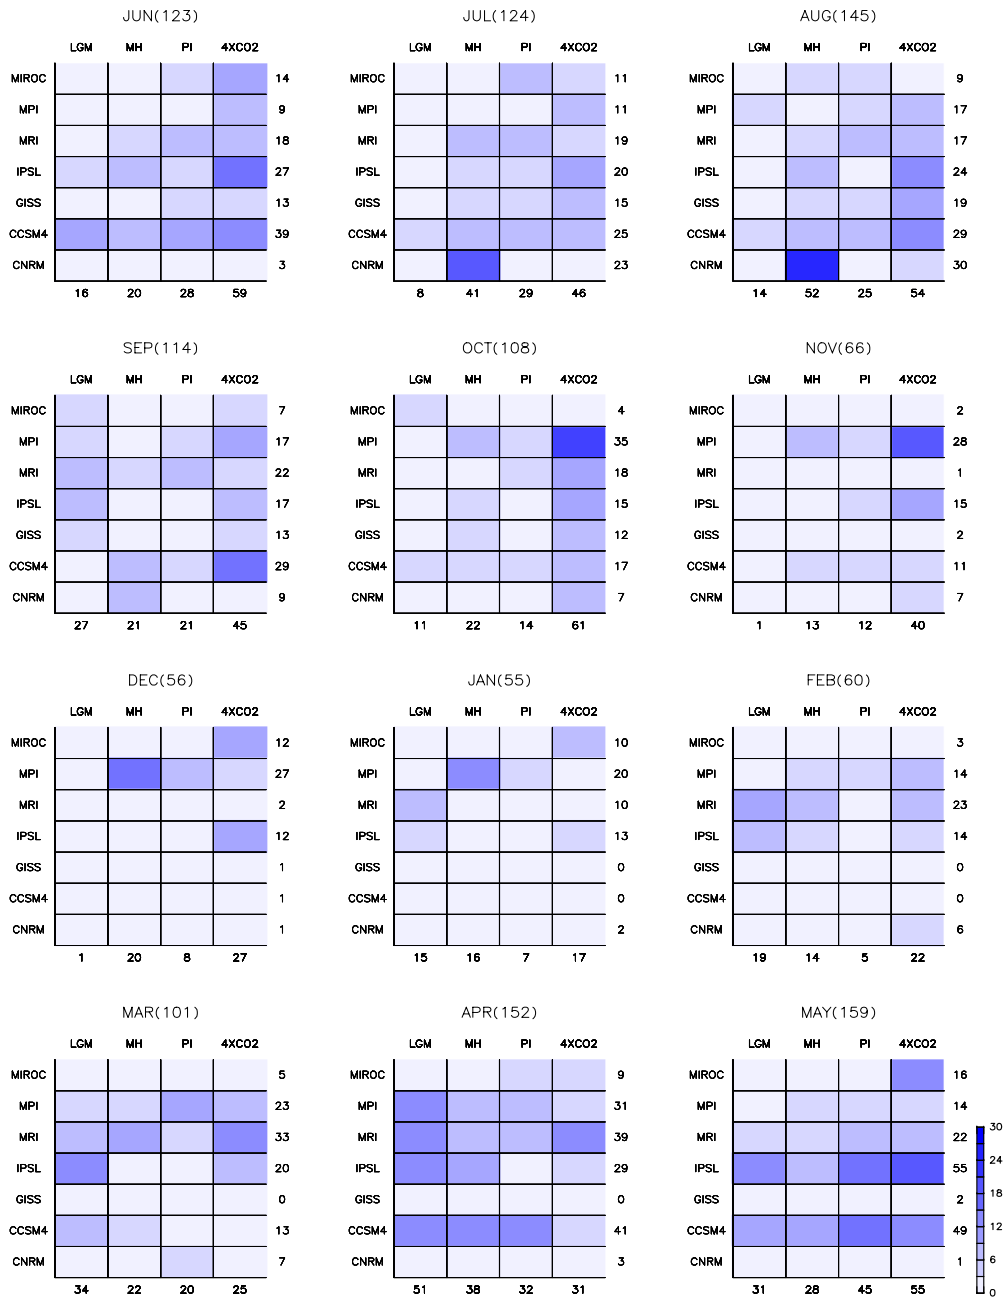 JUN(123) JUL(124) AUG(145)
LGM MH PI 4XCO2 LGM MH PI 4XCO2 LGM MH PI 4XCO2
MIROC 14 MIROC 11 MIROC 9
MPI 9 MPI 11 MPI 17
MRI 18 MRI 19 MRI 17
IPSL 27 IPSL 20 IPSL 24
GISS 13 GISS 15 GISS 19
CCSM4 39 CCSM4 25 CCSM4 29
CNRM 3 CNRM 23 CNRM 30
16 20 28 59 8 41 29 46 14 52 25 54
SEP(114) OCT(108) NOV(66)
LGM MH PI 4XCO2 LGM MH PI 4XCO2 LGM MH PI 4XCO2
MIROC 7 MIROC 4 MIROC 2
MPI 17 MPI 35 MPI 28
MRI 22 MRI 18 MRI 1
IPSL 17 IPSL 15 IPSL 15
GISS 13 GISS 12 GISS 2
CCSM4 29 CCSM4 17 CCSM4 11
CNRM 9 CNRM 7 CNRM 7
27 21 21 45 11 22 14 61 1 13 12 40
DEC(56) JAN(55) FEB(60)
LGM MH PI 4XCO2 LGM MH PI 4XCO2 LGM MH PI 4XCO2
MIROC 12 MIROC 10 MIROC 3
MPI 27 MPI 20 MPI 14
MRI 2 MRI 10 MRI 23
IPSL 12 IPSL 13 IPSL 14
GISS 1 GISS 0 GISS 0
CCSM4 1 CCSM4 0 CCSM4 0
CNRM 1 CNRM 2 CNRM 6
1 20 8 27 15 16 7 17 19 14 5 22
MAR(101) APR(152) MAY(159)
LGM MH PI 4XCO2 LGM MH PI 4XCO2 LGM MH PI 4XCO2
MIROC 5 MIROC 9 MIROC 16
MPI 23 MPI 31 MPI 14
MRI 33 MRI 39 MRI 22 30
IPSL 20 IPSL 29 IPSL 55 24
GISS 0 GISS 0 GISS 2 18
CCSM4 13 CCSM4 41 CCSM4 49 12
CNRM 7 CNRM 3 CNRM 1 6
34 22 20 25 51 38 32 31 31 28 45 55 0